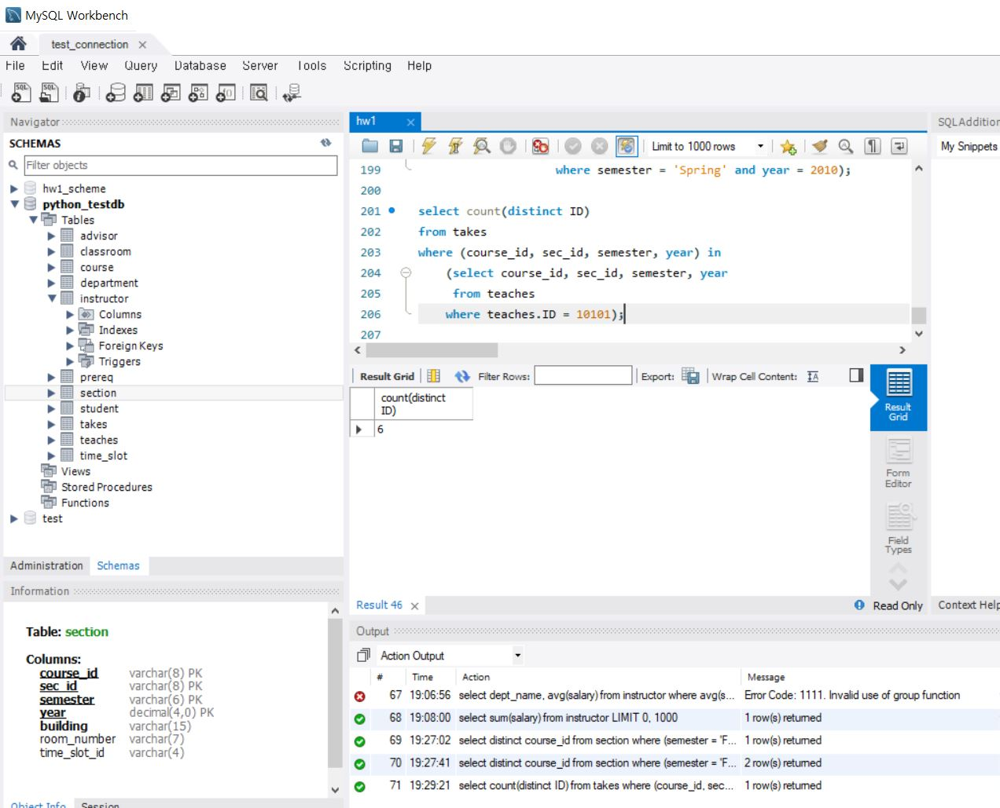 MySQL Workbench
test_connection
File Edit View Query Database Server Tools Scripting Help
Navigator
SCHEMAS
Filter objects
hw1_scheme
python_testdb
Tables
advisor
classroom
course
department
instructor
Columns
Indexes
Foreign Keys
Triggers
prereq
section
student
takes
teaches
time_slot
Views
Stored Procedures
Functions
test
Administration Schemas
Information
Table: section
Columns:
course_id varchar(8) PK
sec_id varchar(8) PK
semester varchar(6) PK
year decimal(4,0) PK
building varchar(15)
room_number varchar(7)
time_slot_id varchar(4)
Object Info Session
hw1
Limit to 1000 rows
199 where semester = 'Spring' and year = 2010);
200
201 select count(distinct ID)
202 from takes
203 where (course_id, sec_id, semester, year) in
204 (select course_id, sec_id, semester, year
205 from teaches
206 where teaches.ID = 10101);
207
Result Grid Filter Rows: Export: Wrap Cell Content:
count(distinct
ID)
6
Result
Grid
Form
Editor
Field
Types
Result 46 Read Only
SQLAddition
My Snippets
Context Help
Output
Action Output
# Time Action Message
67 19:06:56 select dept_name, avg(salary) from instructor where avg(s... Error Code: 1111. Invalid use of group function
68 19:08:00 select sum(salary) from instructor LIMIT 0, 1000 1 row(s) returned
69 19:27:02 select distinct course_id from section where (semester = 'F... 1 row(s) returned
70 19:27:41 select distinct course_id from section where (semester = 'F... 2 row(s) returned
71 19:29:21 select count(distinct ID) from takes where (course_id, sec... 1 row(s) returned